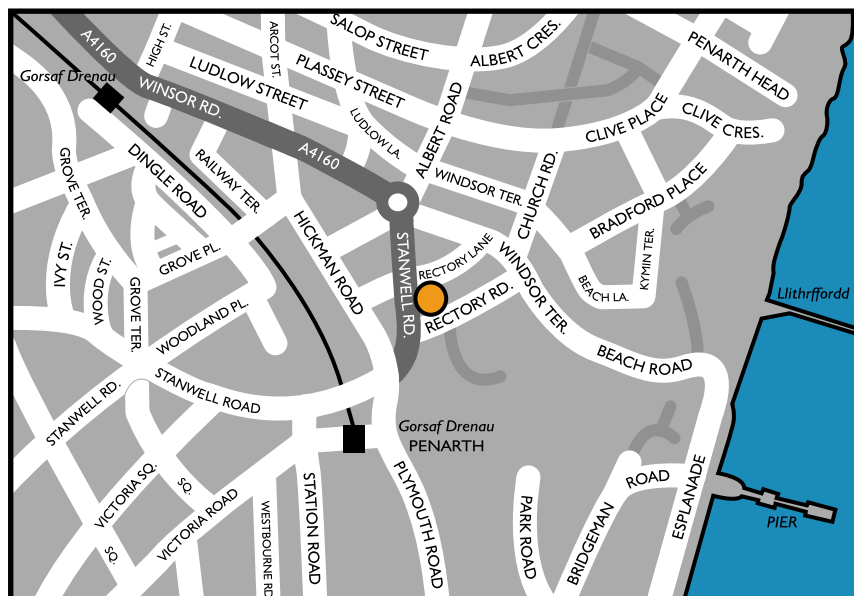 SALOP STREET
ALBERT CRES.
PENARTH HEAD
A4160
HIGH ST.
ARCOT ST.
Gorsaf Drenau
LUDLOW STREET
PLASSEY STREET
WINSOR RD.
LUDLOW LA.
ALBERT ROAD
CLIVE PLACE
CLIVE CRES.
A4160
GROVE TER.
DINGLE ROAD
RAILWAY TER.
WINDSOR TER.
CHURCH RD.
BRADFORD PLACE
IVY ST.
WOOD ST.
GROVE PL.
HICKMAN ROAD
STANWELL RD.
RECTORY LANE
WINDSOR TER.
BEACH LA.
KYMIN TER.
Llithrffordd
GROVE TER.
WOODLAND PL.
RECTORY RD.
BEACH ROAD
STANWELL RD.
STANWELL ROAD
Gorsaf Drenau
PENARTH
VICTORIA SQ.
SQ.
SQ.
VICTORIA ROAD
WESTBOURNE RD
STATION ROAD
PLYMOUTH ROAD
PARK ROAD
BRIDGEMAN
ROAD
ESPLANADE
PIER